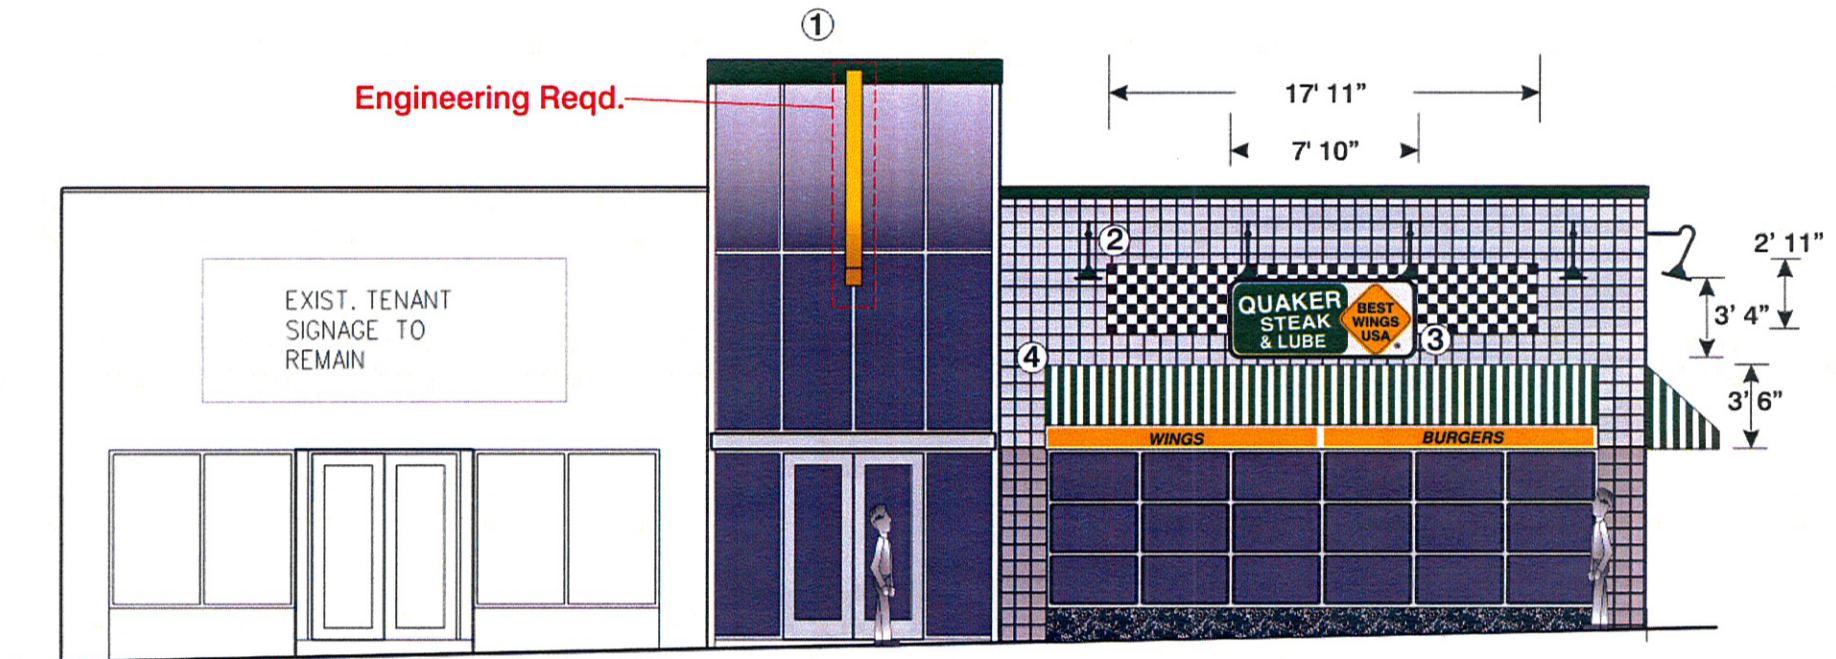 ①
Engineering Reqd.
17' 11”
7' 10”
②
2' 11”
EXIST. TENANT
SIGNAGE TO
REMAIN
QUAKER
STEAK
& LUBE
BEST
WINGS
USA
®
3' 4”
③
④
3' 6”
WINGS
BURGERS